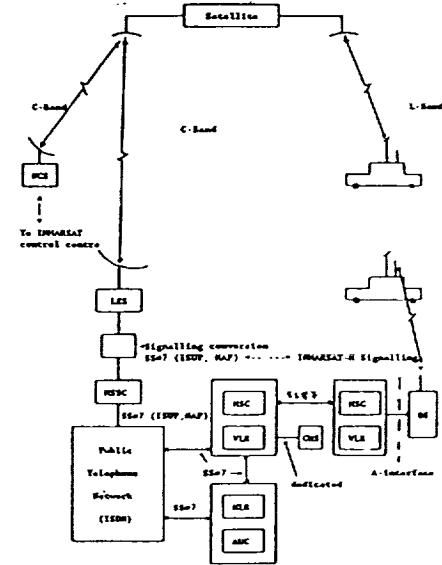 Satellite
C-Band
L-Band
C-Band
NCS
To INMARSAT
control centre
LES
Signalling conversion
SS#7 (ISUP, MAP)
INMARSAT-M Signalling
MSSC
SS#7 (ISUP,MAP)
MSC
MSC
BS
Public
VLR
VLR
Telephone
SS#7
A-interface
Network
dedicated
(ISDN)
SS#7
HLR
AUC